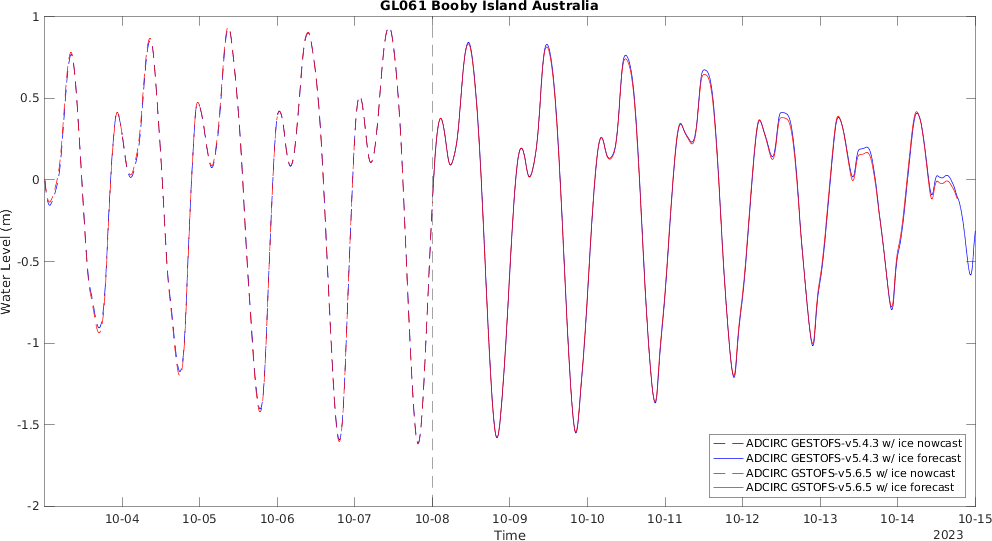 GL061 Booby Island Australia
1
0.5
0
-0.5
-1
-1.5
-2
Water Level (m)
ADCIRC GESTOFS-v5.4.3 w/ ice nowcast
ADCIRC GESTOFS-v5.4.3 w/ ice forecast
ADCIRC GSTOFS-v5.6.5 w/ ice nowcast
ADCIRC GSTOFS-v5.6.5 w/ ice forecast
10-04 10-05 10-06 10-07 10-08 10-09 10-10 10-11 10-12 10-13 10-14 10-15
Time
2023